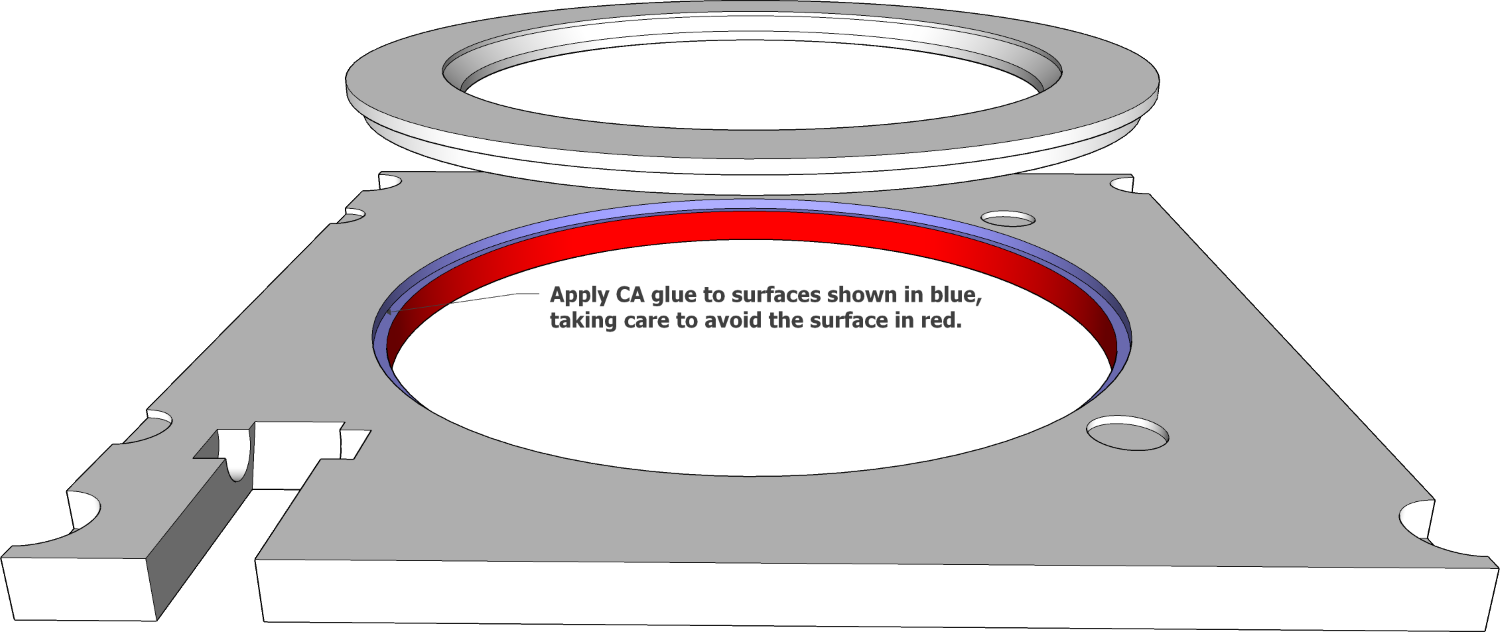 Apply CA glue to surfaces shown in blue,
taking care to avoid the surface in red.